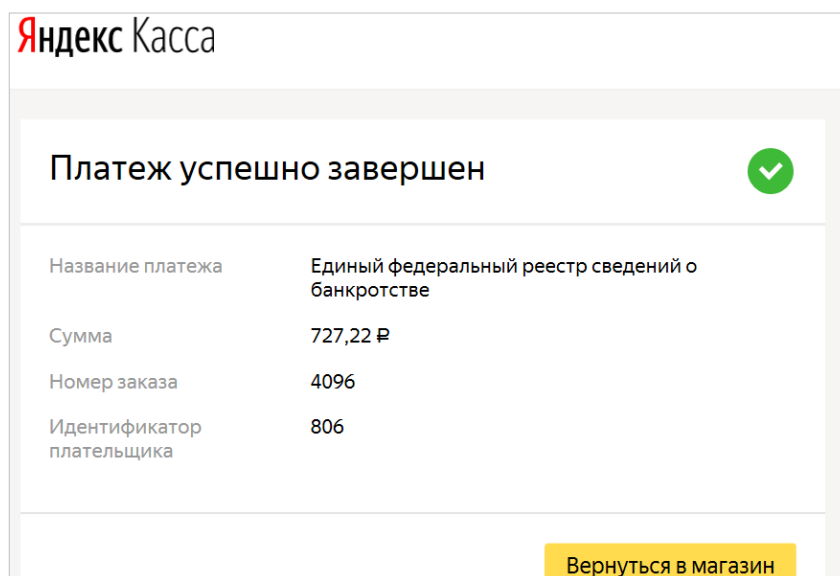 Яндекс Касса
Платеж успешно завершен
Название платежа
Единый федеральный реестр сведений о
банкротстве
Сумма
727,22 ₽
Номер заказа
4096
Идентификатор
плательщика
806
Вернуться в магазин